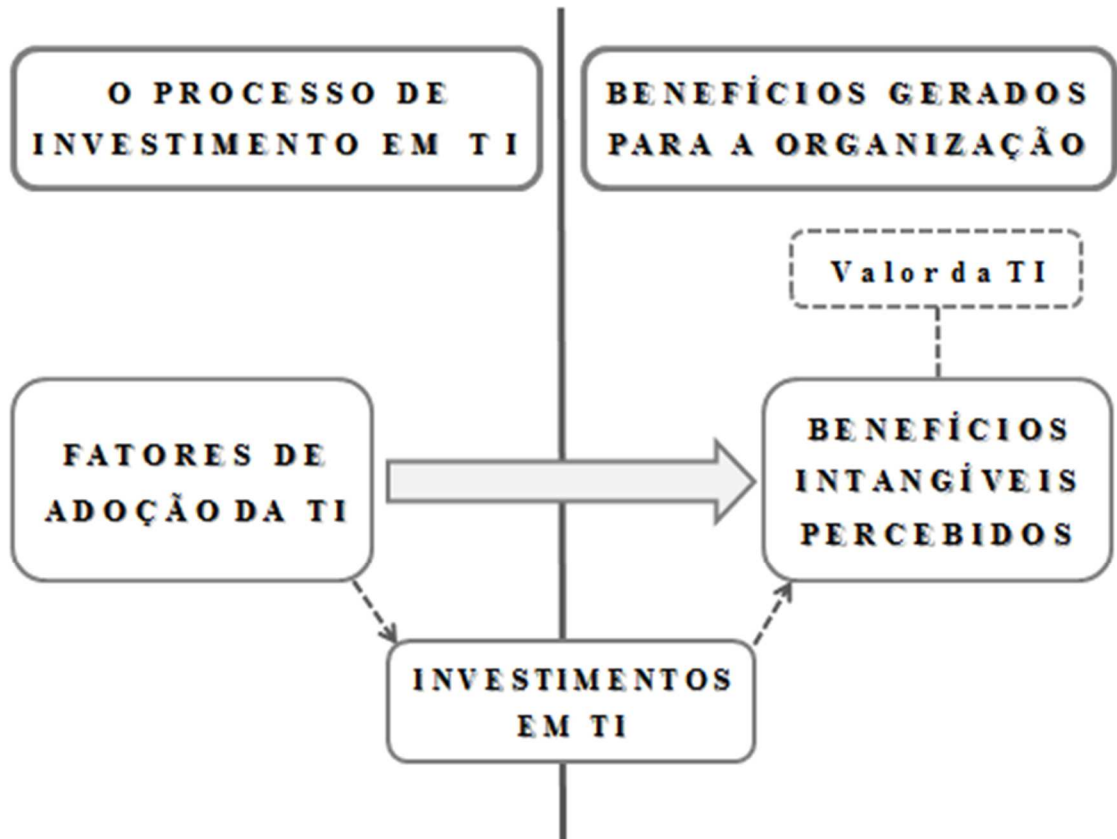 O PROCESSO DE
INVESTIMENTO EM TI
BENEFÍCIOS GERADOS
PARA A ORGANIZAÇÃO
Valor da TI
FATORES DE
ADOÇÃO DA TI
BENEFÍCIOS
INTANGÍVEIS
PERCEBIDOS
INVESTIMENTOS
EM TI